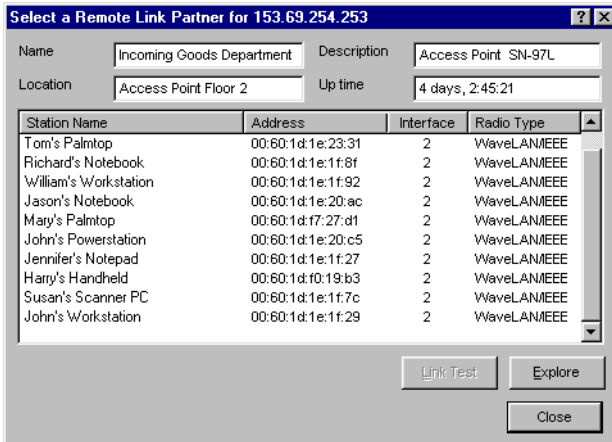 Select a Remote Link Partner for 153.69.254.253
Name Incoming Goods Department Description Access Point SN-97L
Location Access Point Floor 2 Up time 4 days, 2:45:21
Station Name Address Interface Radio Type
Tom's Palmtop 00:60:1d:1e:23:31 2 WaveLAN/IEEE
Richard's Notebook 00:60:1d:1e:1f:8f 2 WaveLAN/IEEE
William's Workstation 00:60:1d:1e:1f:92 2 WaveLAN/IEEE
Jason's Notebook 00:60:1d:1e:20:ac 2 WaveLAN/IEEE
Mary's Palmtop 00:60:1d:f7:27:d1 2 WaveLAN/IEEE
John's Powerstation 00:60:1d:1e:20:c5 2 WaveLAN/IEEE
Jennifer's Notepad 00:60:1d:1e:1f:27 2 WaveLAN/IEEE
Harry's Handheld 00:60:1d:f0:19:b3 2 WaveLAN/IEEE
Susan's Scanner PC 00:60:1d:1e:1f:7c 2 WaveLAN/IEEE
John's Workstation 00:60:1d:1e:1f:29 2 WaveLAN/IEEE
Link Test Explore
Close